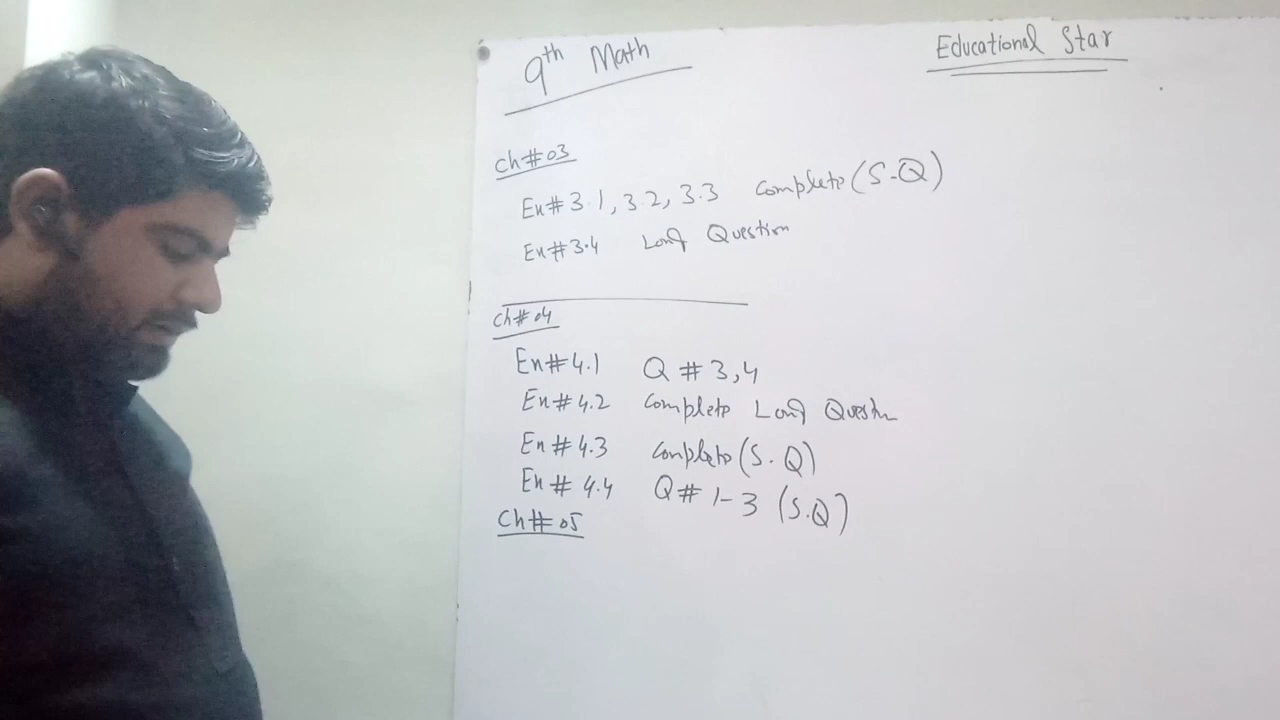 9th Math
Educational Star
Ch#03
Ex#3.1, 3.2, 3.3 Complete (S.Q)
Ex#3.4 Long Question
Ch#04
Ex#4.1 Q#3,4
Ex#4.2 Complete Long Questin
Ex#4.3 Complete (S.Q)
Ex#4.4 Q#1-3 (S.Q)
Ch#05